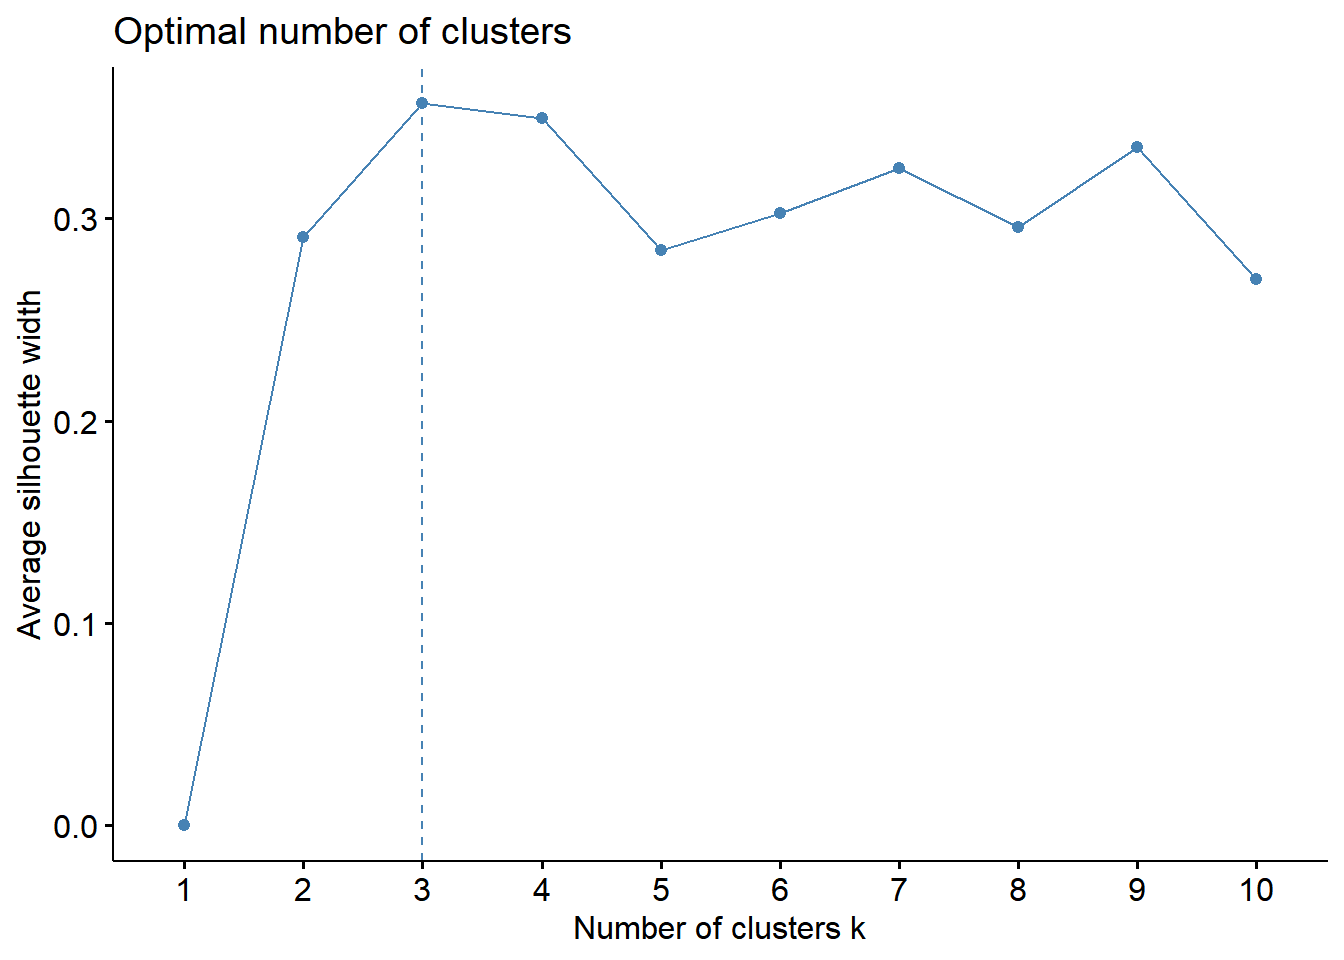 Optimal number of clusters
Average silhouette width
0.3
0.2
0.1
0.0
1 2 3 4 5 6 7 8 9 10
Number of clusters k